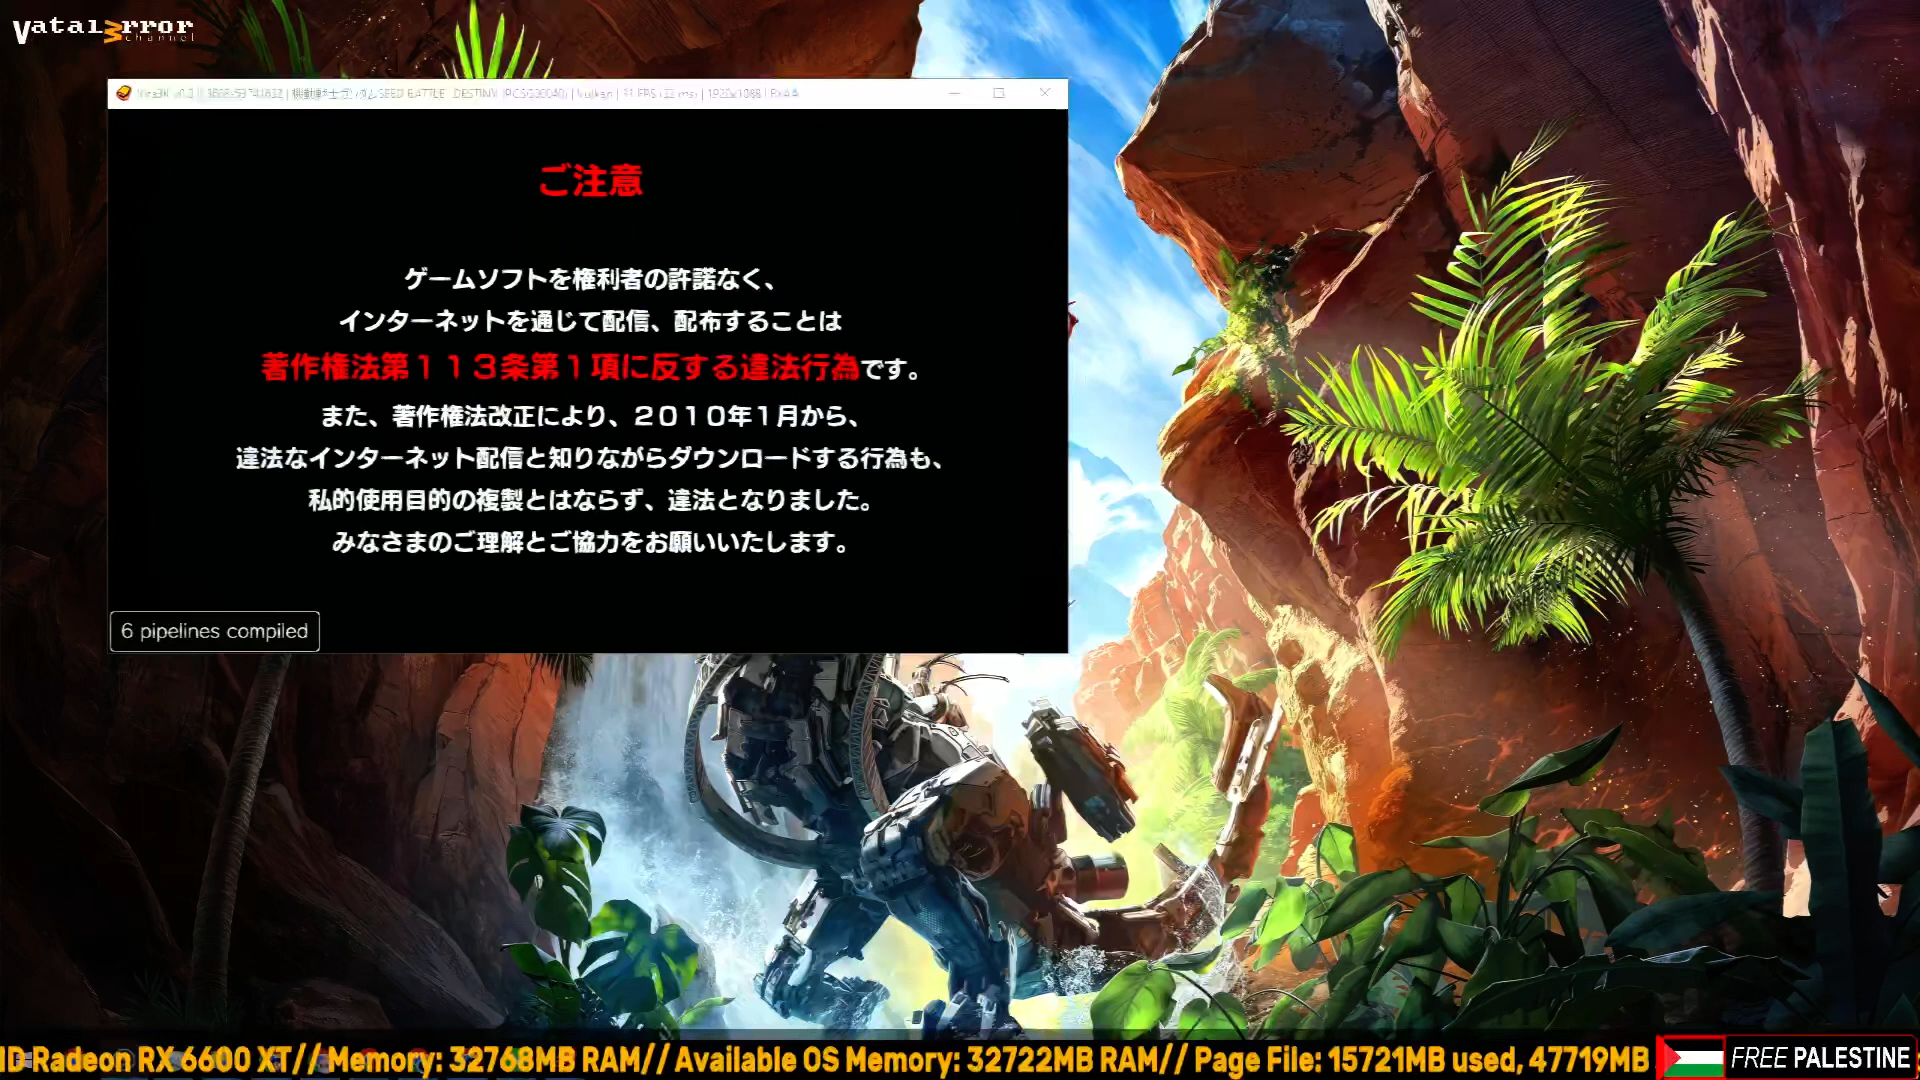 Vatal3rror
channel
SEED BATTLE DESTINY (PCSG00040) | Vulkan |
ご注意
ゲームソフトを権利者の許諾なく、
インターネットを通じて配信、配布することは
著作権法第１１３条第１項に反する違法行為です。
また、著作権法改正により、２０１０年１月から、
違法なインターネット配信と知りながらダウンロードする行為も、
私的使用目的の複製とはならず、違法となりました。
みなさまのご理解とご協力をお願いいたします。
6 pipelines compiled
Radeon RX 6600 XT// Memory: 32768MB RAM// Available OS Memory: 32722MB RAM// Page File: 15721MB used, 47719MB
FREE PALESTINE